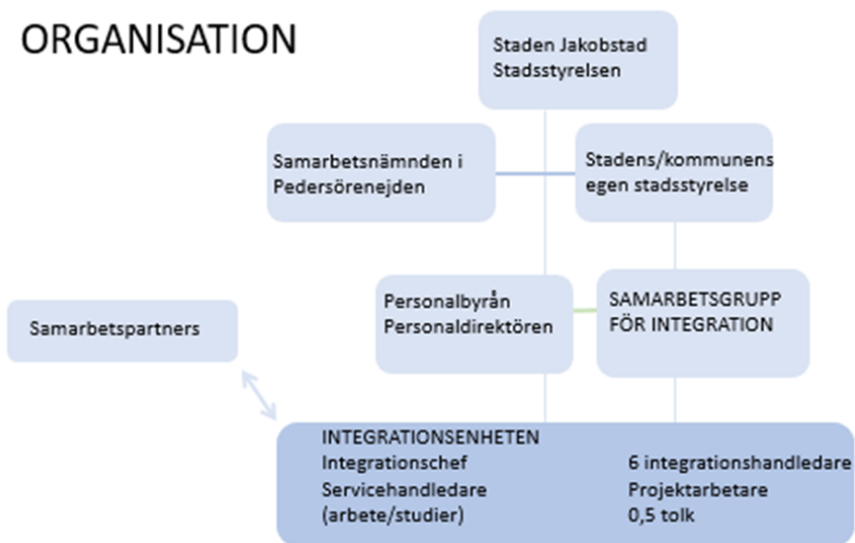 ORGANISATION
Staden Jakobstad
Stadsstyrelsen
Samarbetsnämnden i
Pedersörenejden
Stadens/kommunens
egen stadsstyrelse
Samarbetspartners
Personalbyrån
Personaldirektören
SAMARBETSGRUPP
FÖR INTEGRATION
INTEGRATIONSENHETEN
Integrationschef
Servicehandledare
(arbete/studier)
6 integrationshandledare
Projektarbetare
0,5 tolk